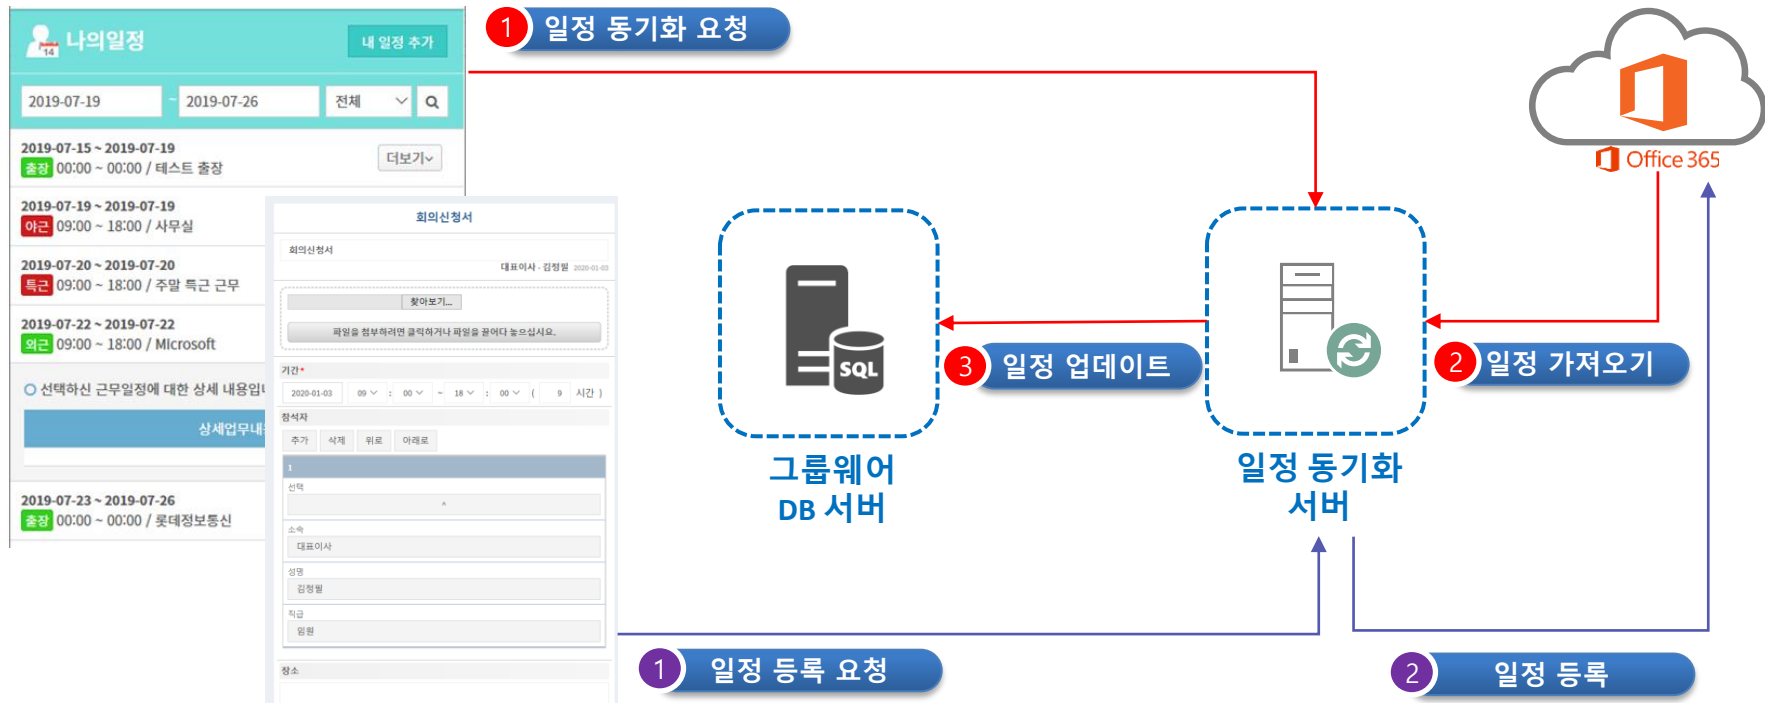 나의일정
14
내 일정 추가
2019-07-19 ~ 2019-07-26 전체
2019-07-15 ~ 2019-07-19
출장 00:00 ~ 00:00 / 테스트 출장
더보기
2019-07-19 ~ 2019-07-19
야근 09:00 ~ 18:00 / 사무실
2019-07-20 ~ 2019-07-20
특근 09:00 ~ 18:00 / 주말 특근 근무
2019-07-22 ~ 2019-07-22
외근 09:00 ~ 18:00 / MIcrosoft
선택하신 근무일정에 대한 상세 내용입니
상세업무내
2019-07-23 ~ 2019-07-26
출장 00:00 ~ 00:00 / 롯데정보통신
회의신청서
회의신청서
대표이사 - 김정필 2020-01-03
찾아보기...
파일을 첨부하려면 클릭하거나 파일을 끌어다 놓으십시요.
기간 *
2020-01-03 09 : 00 ~ 18 : 00 ( 9 시간 )
참석자
추가 삭제 위로 아래로
1
선택
소속
대표이사
성명
김정필
직급
임원
장소
1 일정 동기화 요청
Office 365
SQL
3 일정 업데이트
2 일정 가져오기
그룹웨어
DB 서버
일정 동기화
서버
1 일정 등록 요청
2 일정 등록